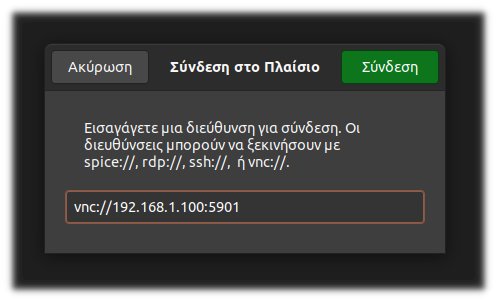 Ακύρωση Σύνδεση στο Πλαίσιο Σύνδεση
Εισαγάγετε μια διεύθυνση για σύνδεση. Οι
διευθύνσεις μπορούν να ξεκινήσουν με
spice://, rdp://, ssh://, ή vnc://.
vnc://192.168.1.100:5901